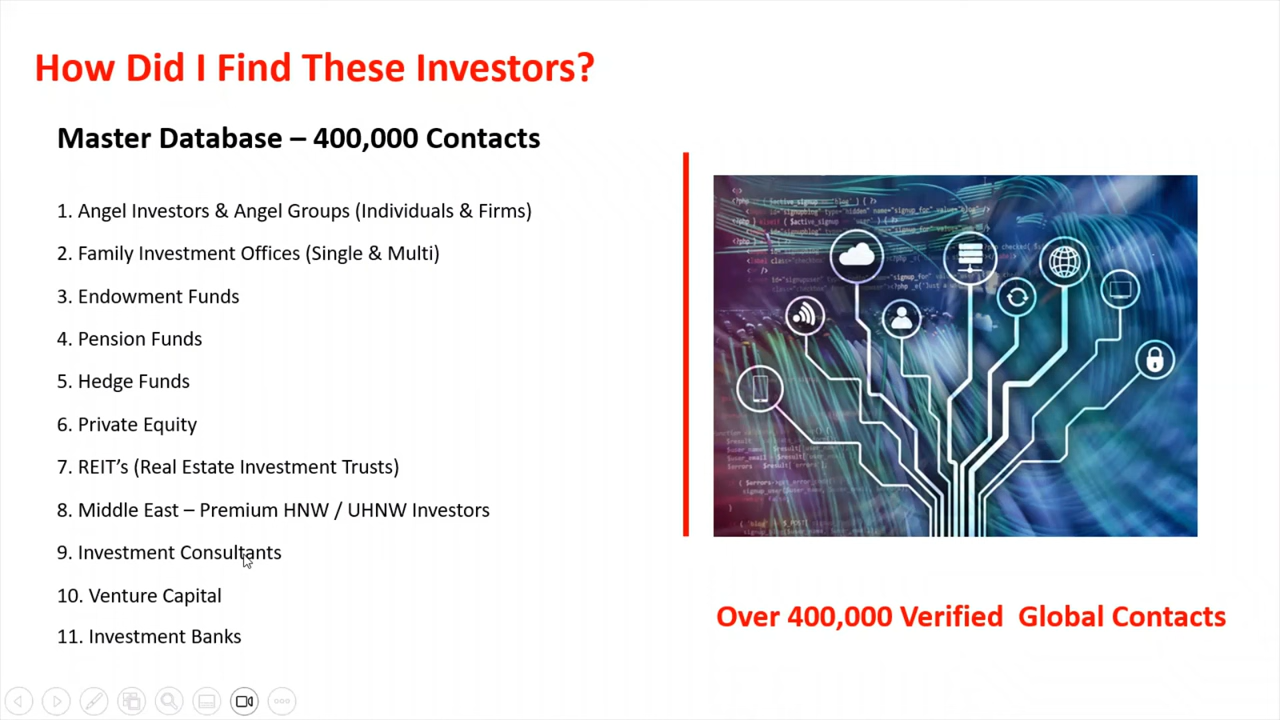 How Did I Find These Investors?
Master Database – 400,000 Contacts
1. Angel Investors & Angel Groups (Individuals & Firms)
2. Family Investment Offices (Single & Multi)
3. Endowment Funds
4. Pension Funds
5. Hedge Funds
6. Private Equity
7. REIT’s (Real Estate Investment Trusts)
8. Middle East – Premium HNW / UHNW Investors
9. Investment Consultants
10. Venture Capital
11. Investment Banks
Over 400,000 Verified  Global Contacts